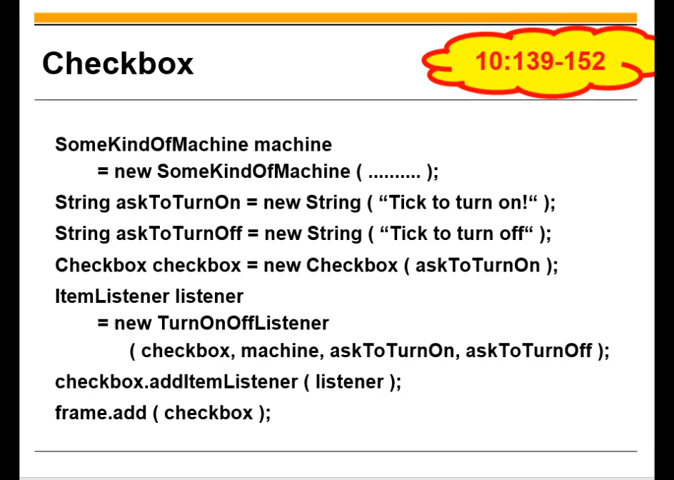 Checkbox
10:139-152
SomeKindOfMachine machine
= new SomeKindOfMachine ( .......... );
String askToTurnOn = new String ( “Tick to turn on!“ );
String askToTurnOff = new String ( “Tick to turn off“ );
Checkbox checkbox = new Checkbox ( askToTurnOn );
ItemListener listener
= new TurnOnOffListener
( checkbox, machine, askToTurnOn, askToTurnOff );
checkbox.addItemListener ( listener );
frame.add ( checkbox );